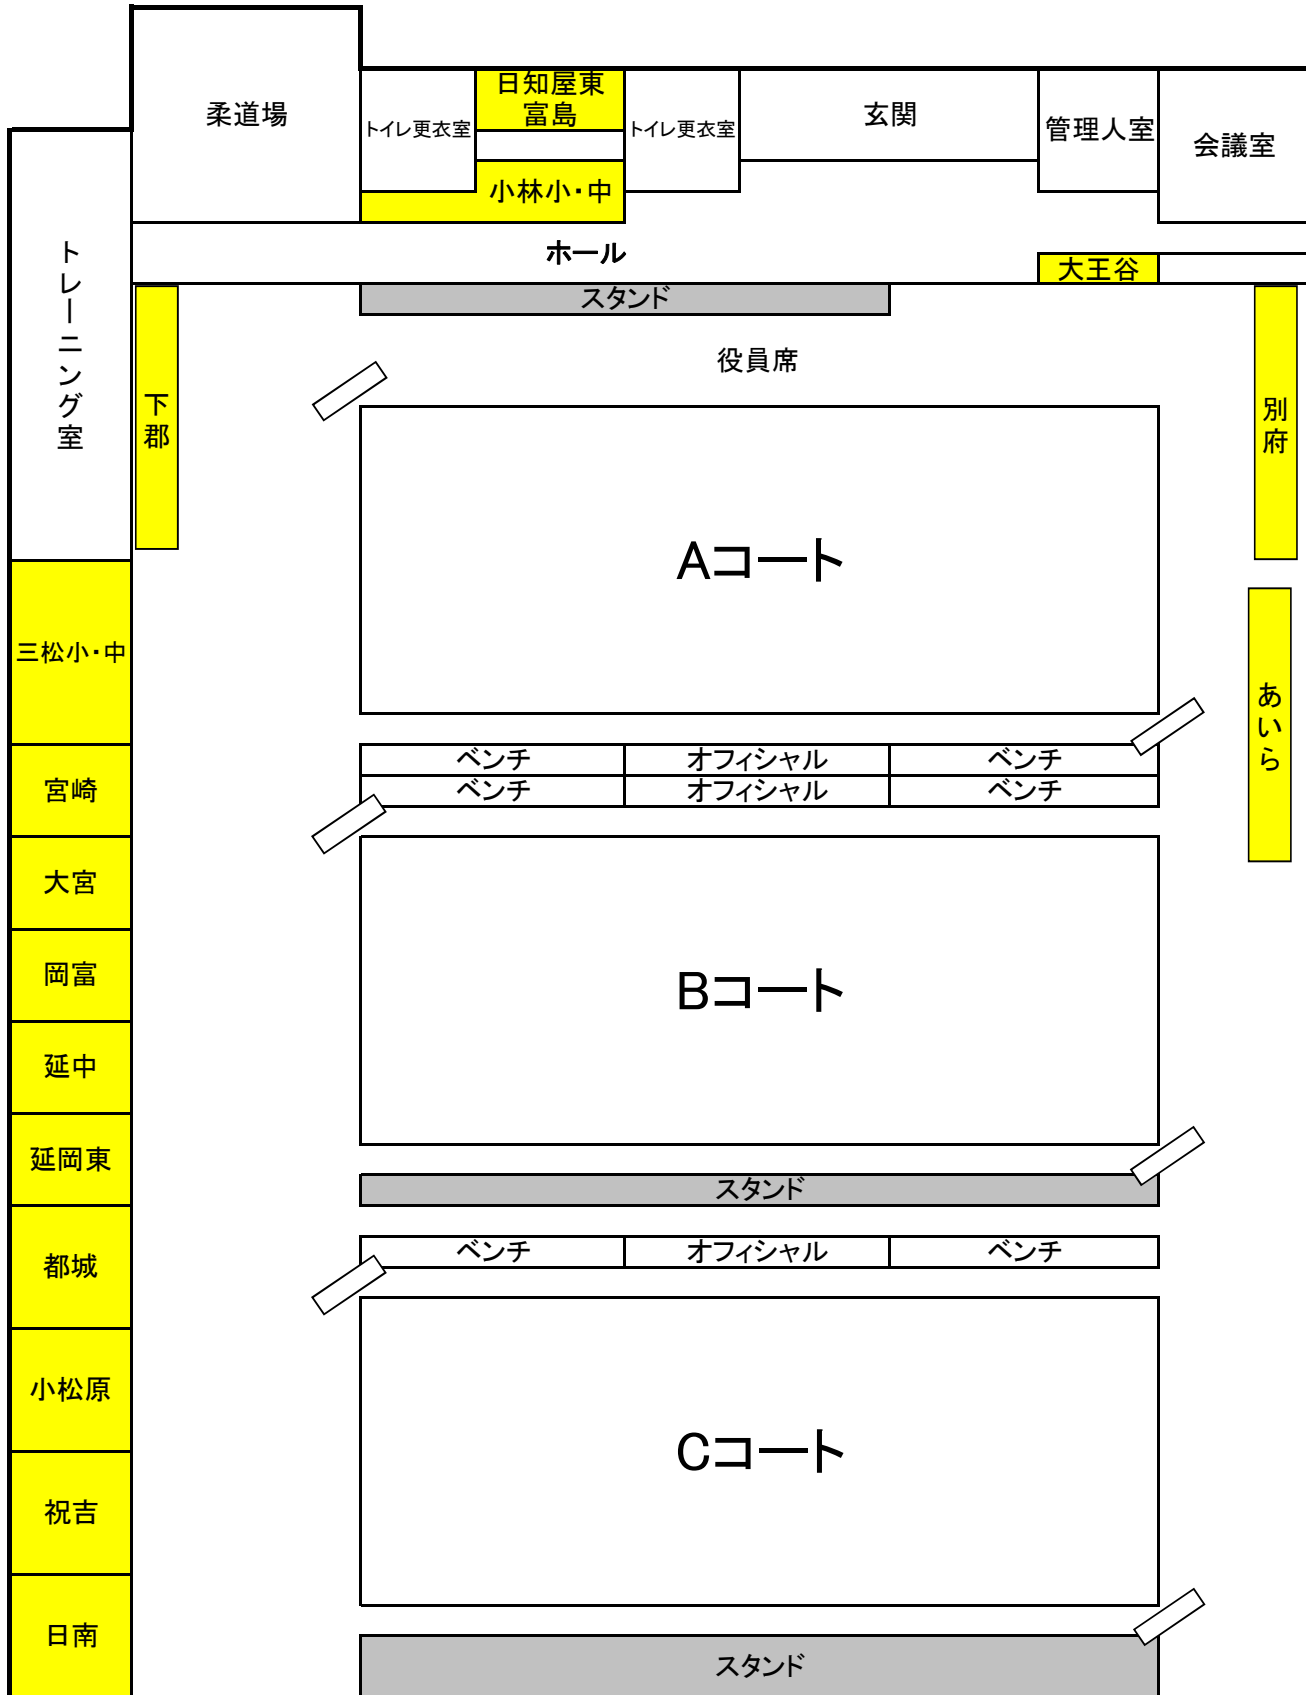 柔道場
トイレ更衣室
日知屋東
富島
トイレ更衣室
玄関
管理人室
会議室
小林小・中
ホール
大王谷
トレーニング室
スタンド
下郡
役員席
別府
Aコート
三松小・中
あいら
ベンチ オフィシャル ベンチ
ベンチ オフィシャル ベンチ
宮崎
大宮
岡富
Bコート
延中
延岡東
スタンド
都城
ベンチ オフィシャル ベンチ
小松原
Cコート
祝吉
日南
スタンド